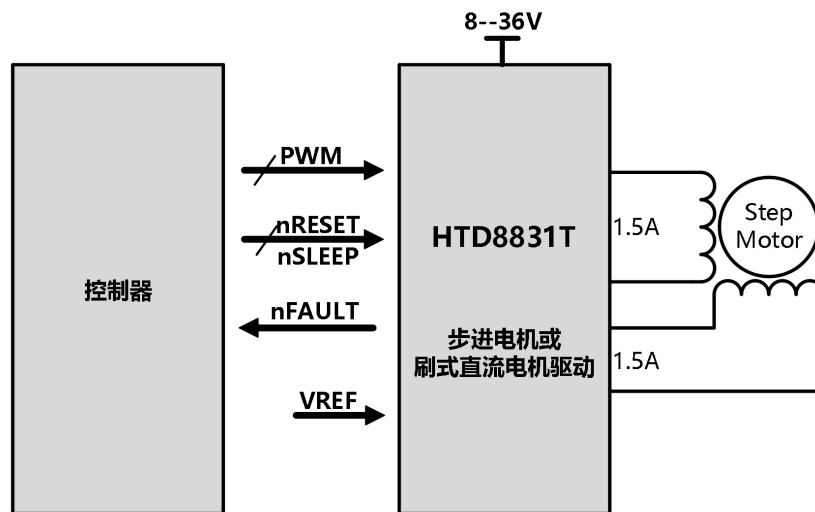 8--36V
PWM
nRESET
nSLEEP
nFAULT
VREF
控制器
HTD8831T
步进电机或
刷式直流电机驱动
1.5A
1.5A
Step
Motor